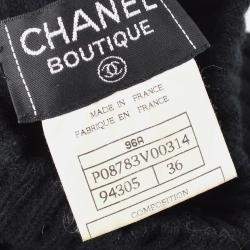 CHANEL
BOUTIQUE
MADE IN FRANCE
FABRIQUE EN FRANCE
96A
P08783V00314
94305 36
COMPOSITION